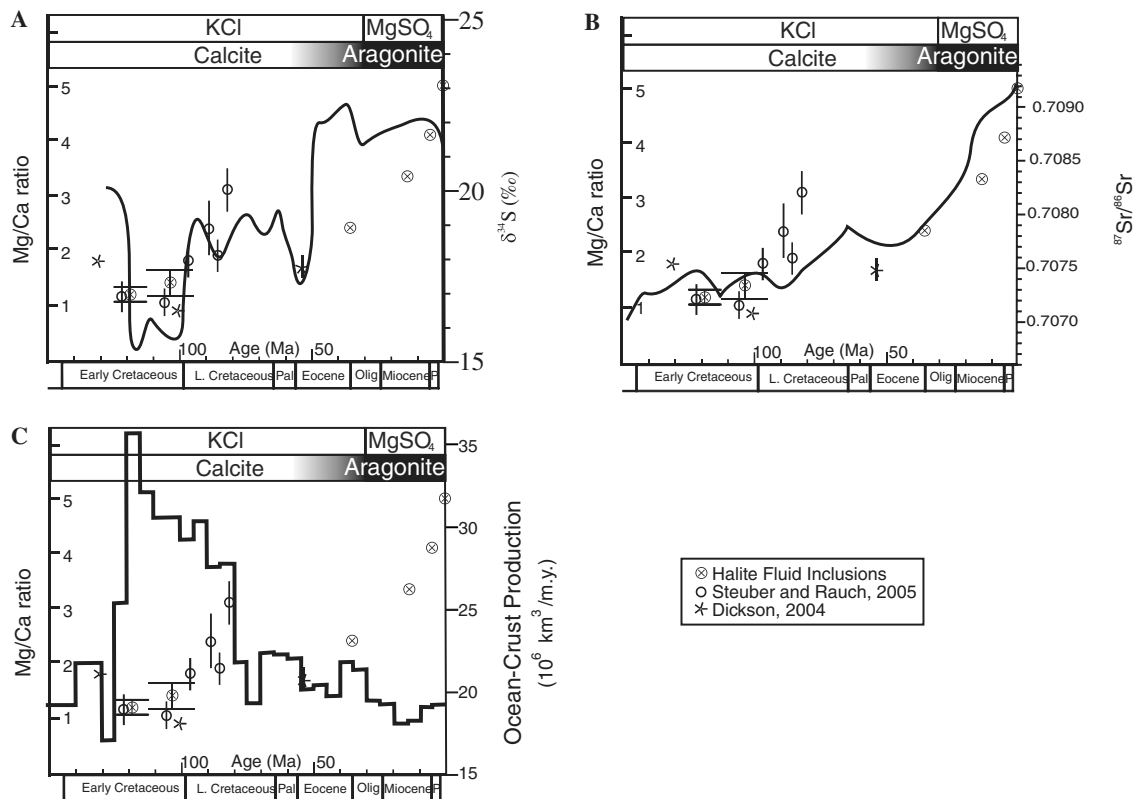 A
KCl
MgSO4
Calcite
Aragonite
25
20
15
5
4
3
2
1
Mg/Ca ratio
δ34S (‰)
100
Age (Ma)
50
Early Cretaceous
L. Cretaceous
Pal
Eocene
Olig
Miocene
P
B
KCl
MgSO4
Calcite
Aragonite
5
4
3
2
1
Mg/Ca ratio
0.7090
0.7085
0.7080
0.7075
0.7070
87Sr/86Sr
100
Age (Ma)
50
Early Cretaceous
L. Cretaceous
Pal
Eocene
Olig
Miocene
P
C
KCl
MgSO4
Calcite
Aragonite
5
4
3
2
1
Mg/Ca ratio
35
30
25
20
15
Ocean-Crust Production
(10^6 km^3/m.y.)
100
Age (Ma)
50
Early Cretaceous
L. Cretaceous
Pal
Eocene
Olig
Miocene
P
Halite Fluid Inclusions
Steuber and Rauch, 2005
Dickson, 2004